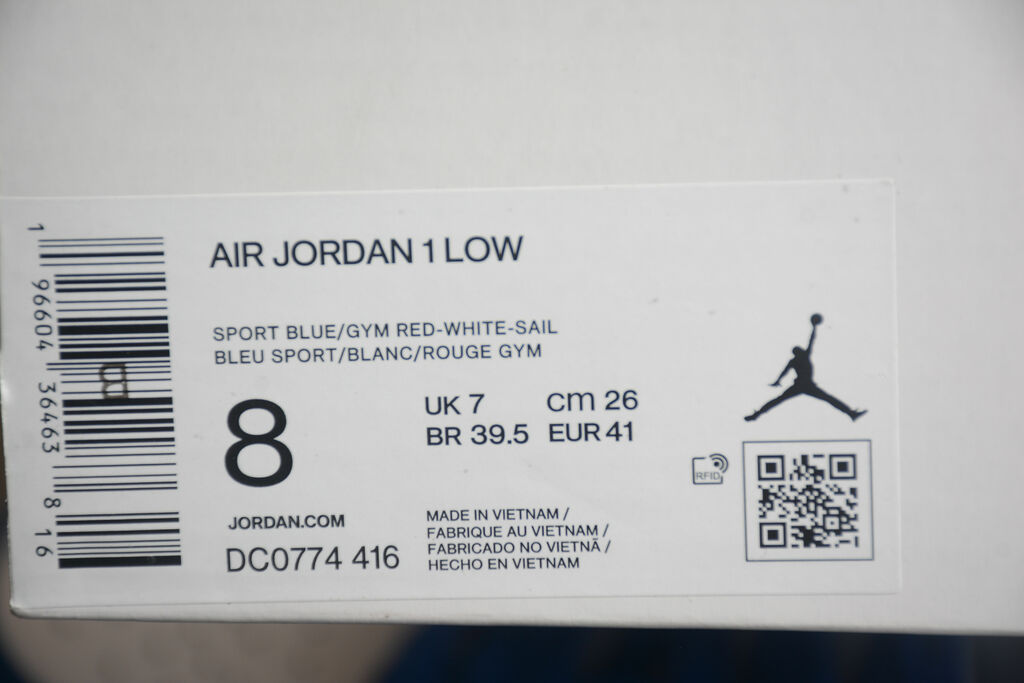 AIR JORDAN 1 LOW
SPORT BLUE/GYM RED-WHITE-SAIL
BLEU SPORT/BLANC/ROUGE GYM
8
UK 7 cm 26
BR 39.5 EUR 41
RFID
JORDAN.COM
DC0774 416
MADE IN VIETNAM /
FABRIQUE AU VIETNAM /
FABRICADO NO VIETNÃ /
HECHO EN VIETNAM
1 96604 36463 8 16